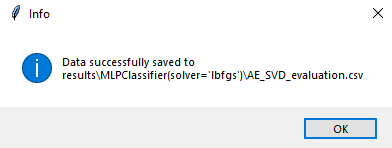 Info
Data successfully saved to
results\MLPClassifier(solver='lbfgs')\AE_SVD_evaluation.csv
OK